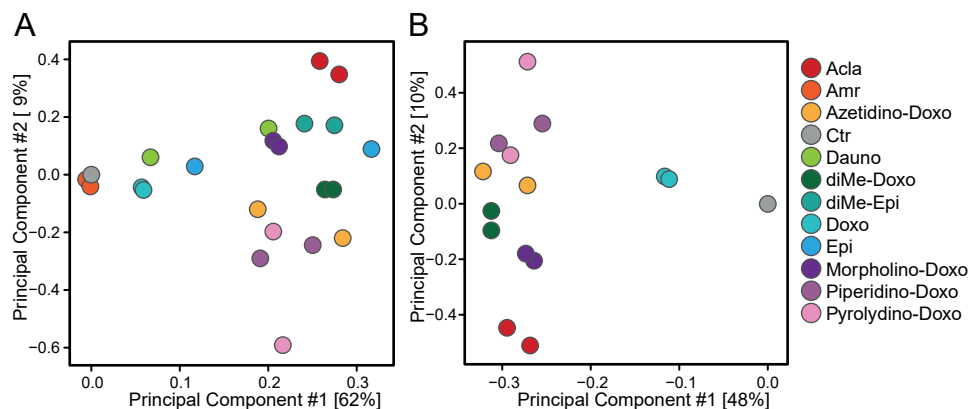 A
B
Principal Component #2 [ 9%]
0.4
0.2
0.0
−0.2
−0.4
−0.6
0.0
0.1
0.2
0.3
Principal Component #1 [62%]
Principal Component #2 [10%]
0.4
0.2
0.0
−0.2
−0.4
−0.3
−0.2
−0.1
0.0
Principal Component #1 [48%]
Acla
Amr
Azetidino-Doxo
Ctr
Dauno
diMe-Doxo
diMe-Epi
Doxo
Epi
Morpholino-Doxo
Piperidino-Doxo
Pyrolydino-Doxo